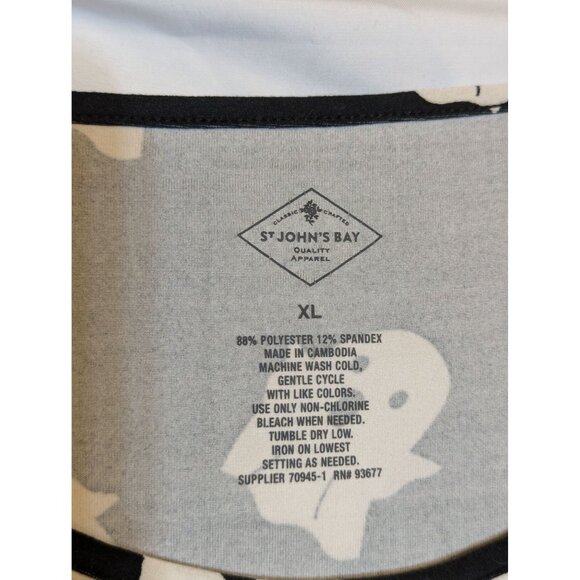 CLASSIC CRAFTED
ST JOHN'S BAY
QUALITY
APPAREL
XL
88% POLYESTER 12% SPANDEX
MADE IN CAMBODIA
MACHINE WASH COLD,
GENTLE CYCLE
WITH LIKE COLORS.
USE ONLY NON-CHLORINE
BLEACH WHEN NEEDED.
TUMBLE DRY LOW.
IRON ON LOWEST
SETTING AS NEEDED.
SUPPLIER 70945-1 RN# 93677